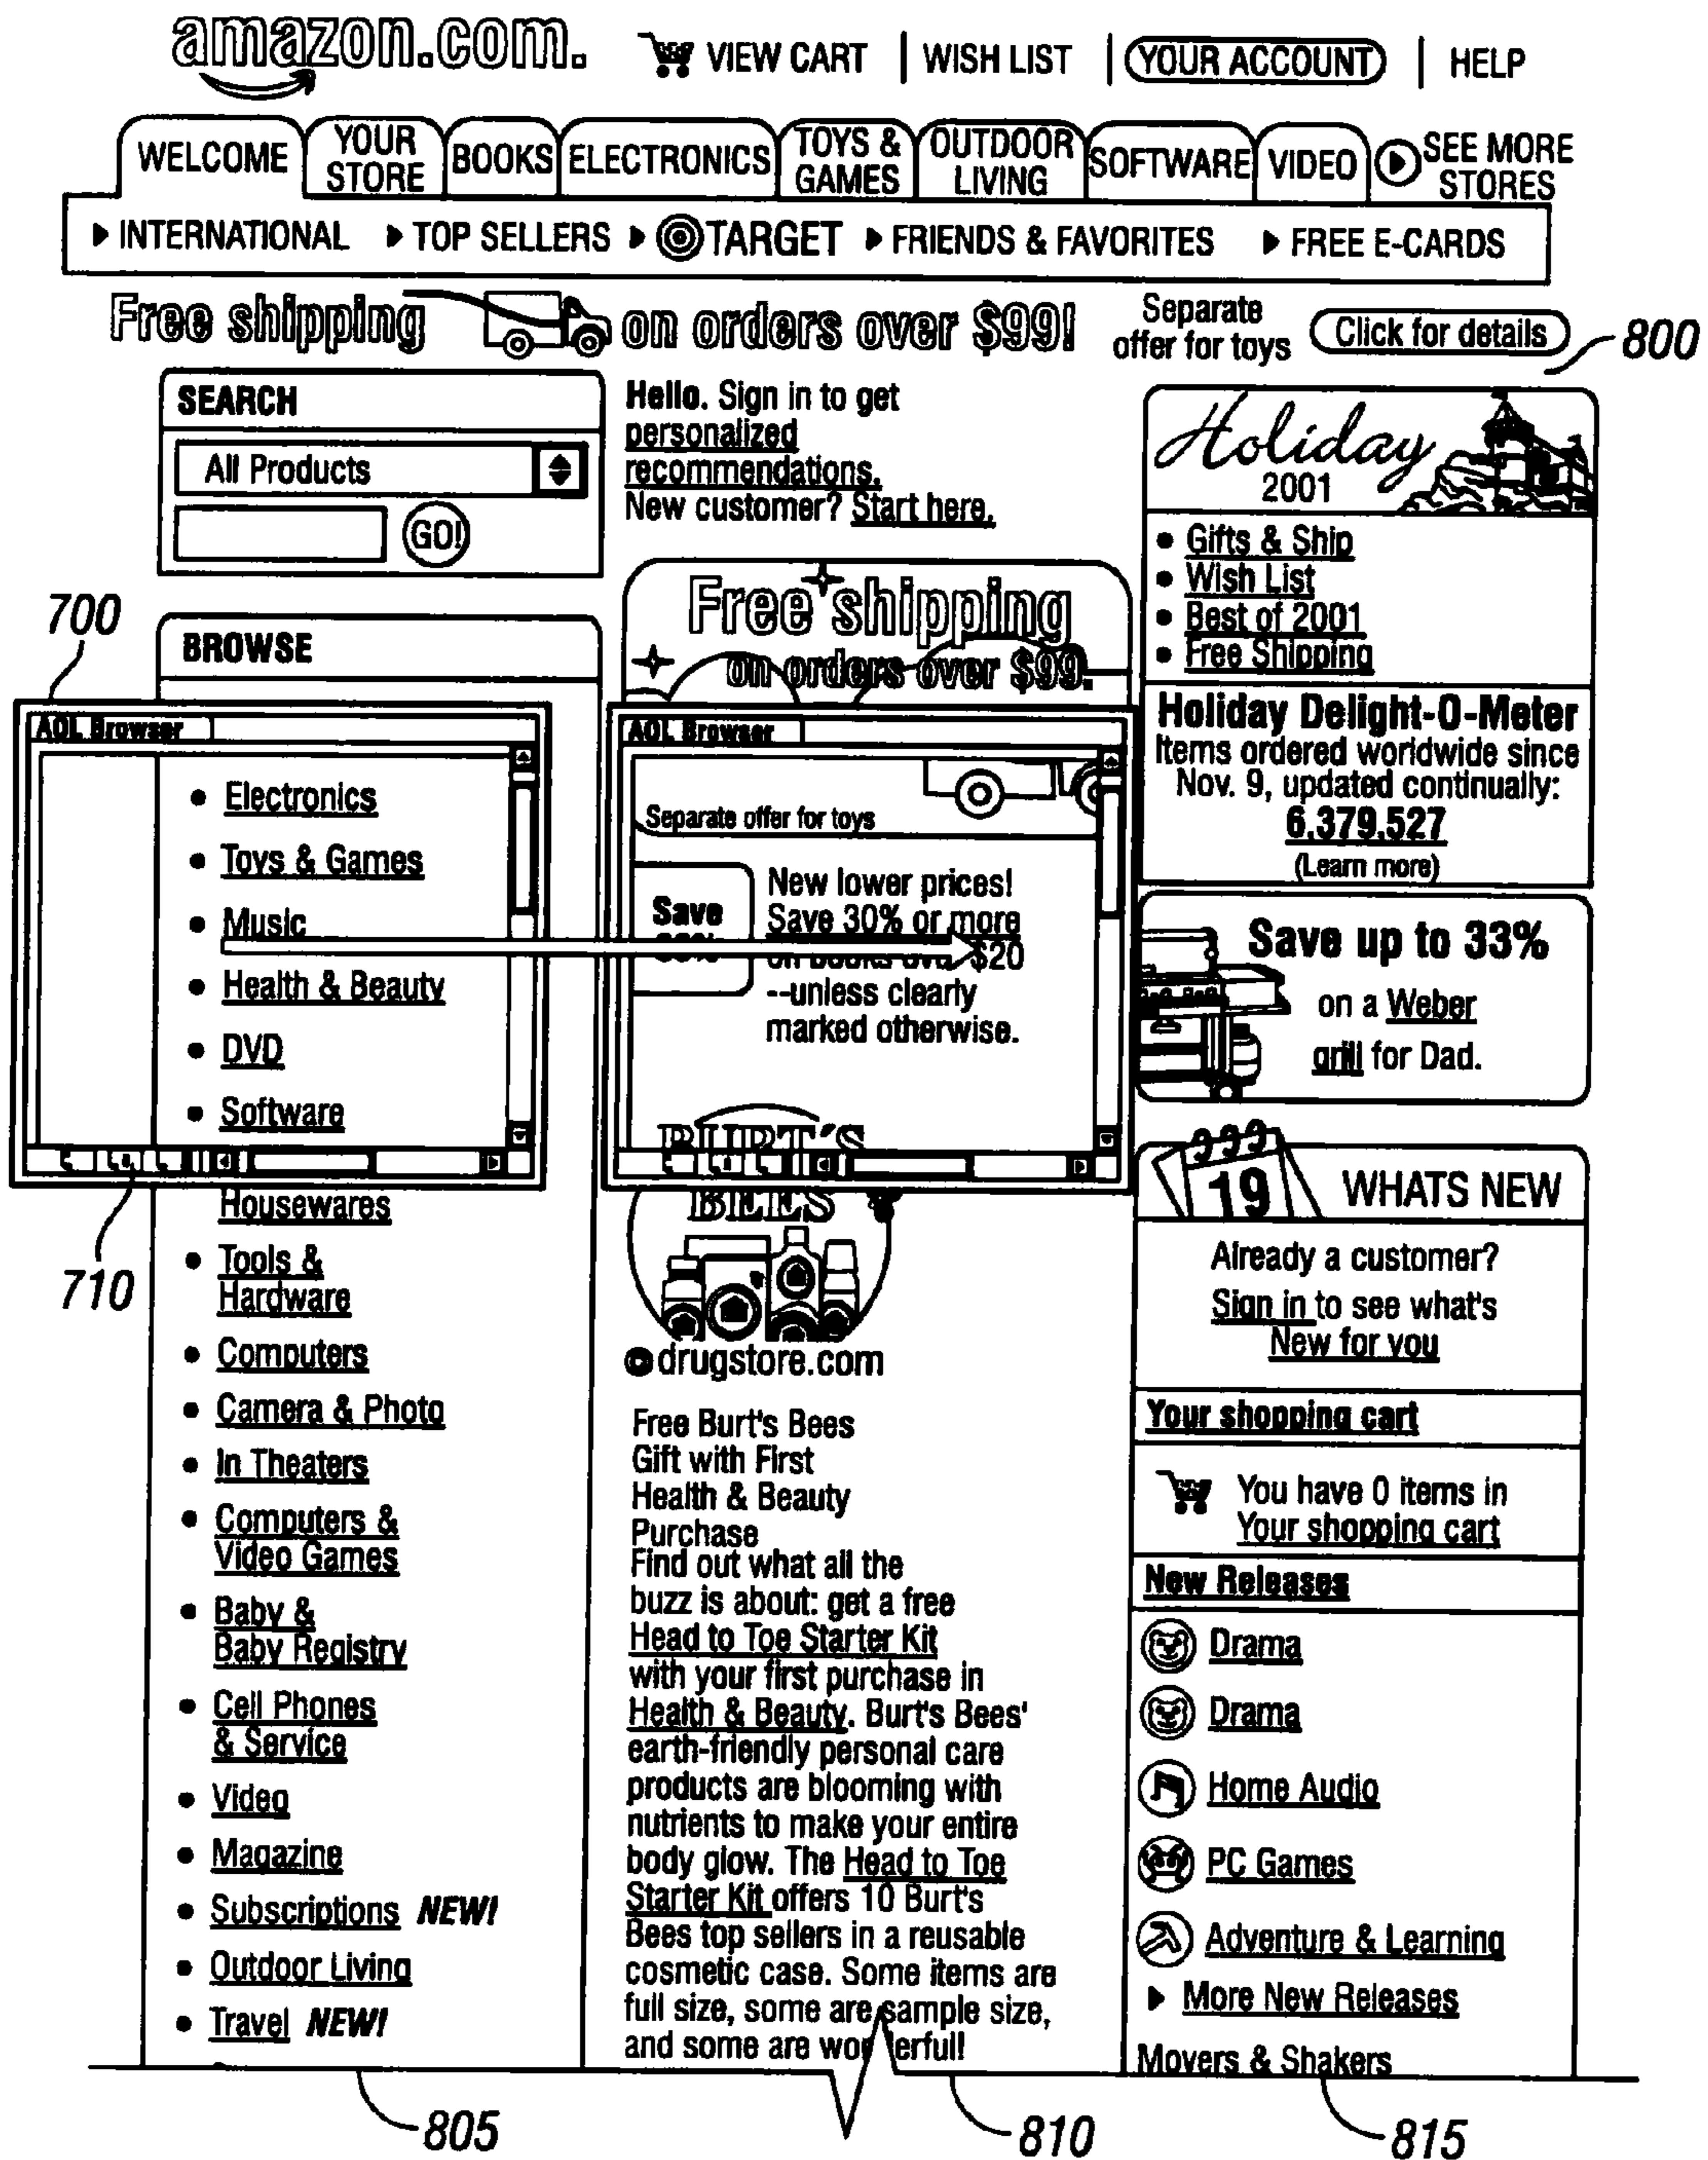 amazon.com.
VIEW CART
WISH LIST
YOUR ACCOUNT
HELP
WELCOME
YOUR
STORE
BOOKS
ELECTRONICS
TOYS &
GAMES
OUTDOOR
LIVING
SOFTWARE
VIDEO
SEE MORE
STORES
INTERNATIONAL
TOP SELLERS
TARGET
FRIENDS & FAVORITES
FREE E-CARDS
Free shipping
on orders over $99!
Separate
offer for toys
Click for details
800
SEARCH
All Products
GO!
Hello. Sign in to get
personalized
recommendations.
New customer? Start here.
Holiday
2001
• Gifts & Ship
• Wish List
• Best of 2001
• Free Shipping
Holiday Delight-O-Meter
Items ordered worldwide since
Nov. 9, updated continually:
6,379,527
(Learn more)
700
BROWSE
AOL Browser
• Electronics
• Toys & Games
• Music
• Health & Beauty
• DVD
• Software
710
Housewares
• Tools &
Hardware
• Computers
• Camera & Photo
• In Theaters
• Computers &
Video Games
• Baby &
Baby Registry
• Cell Phones
& Service
• Video
• Magazine
• Subscriptions NEW!
• Outdoor Living
• Travel NEW!
805
Free shipping
on orders over $99.
AOL Browser
Separate offer for toys
Save
New lower prices!
Save 30% or more
on books over $20
--unless clearly
marked otherwise.
BURT'S
BEES
drugstore.com
Free Burt's Bees
Gift with First
Health & Beauty
Purchase
Find out what all the
buzz is about: get a free
Head to Toe Starter Kit
with your first purchase in
Health & Beauty. Burt's Bees'
earth-friendly personal care
products are blooming with
nutrients to make your entire
body glow. The Head to Toe
Starter Kit offers 10 Burt's
Bees top sellers in a reusable
cosmetic case. Some items are
full size, some are sample size,
and some are wonderful!
810
Save up to 33%
on a Weber
grill for Dad.
19
WHATS NEW
Already a customer?
Sign in to see what's
New for you
Your shopping cart
You have 0 items in
Your shopping cart
New Releases
Drama
Drama
Home Audio
PC Games
Adventure & Learning
More New Releases
Movers & Shakers
815